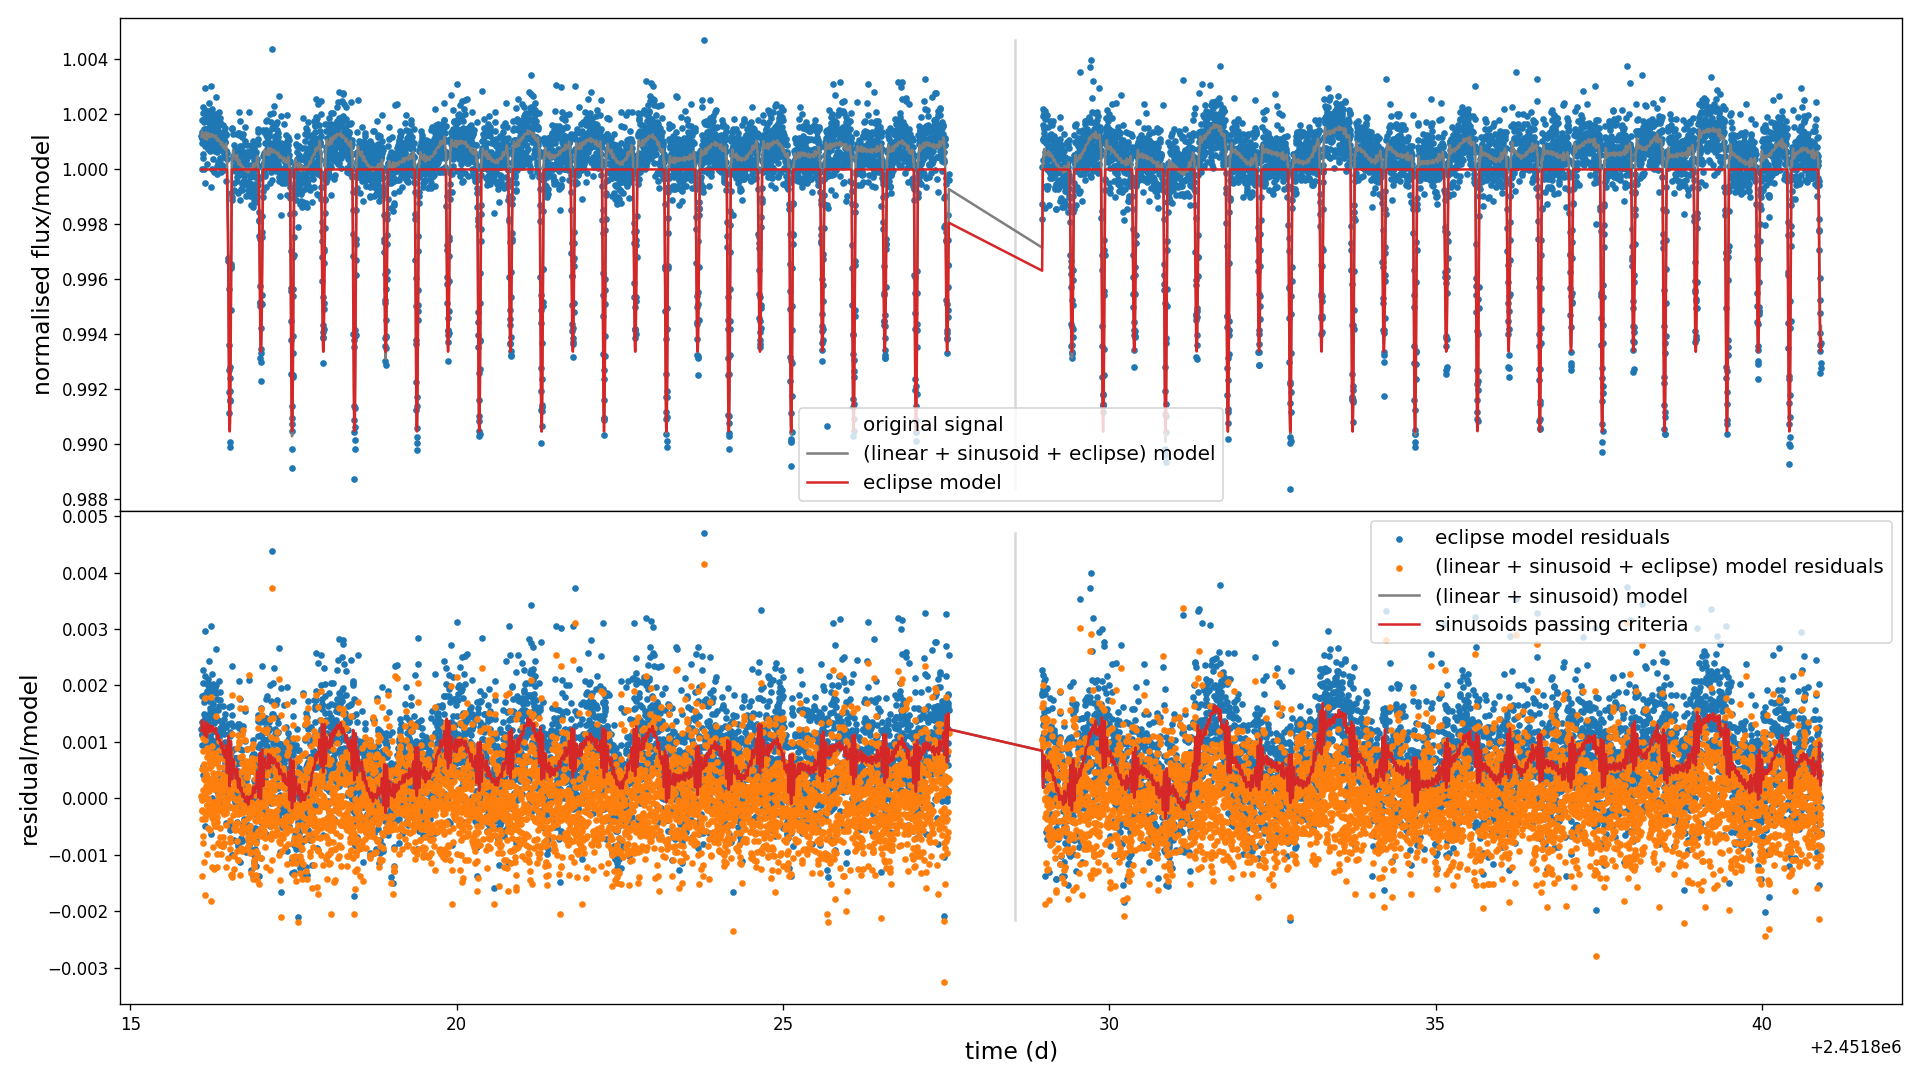 1.004
1.002
1.000
0.998
0.996
0.994
0.992
0.990
0.988
normalised flux/model
original signal
(linear + sinusoid + eclipse) model
eclipse model
0.005
0.004
0.003
0.002
0.001
0.000
−0.001
−0.002
−0.003
residual/model
eclipse model residuals
(linear + sinusoid + eclipse) model residuals
(linear + sinusoid) model
sinusoids passing criteria
15
20
25
30
35
40
time (d)
+2.4518e6